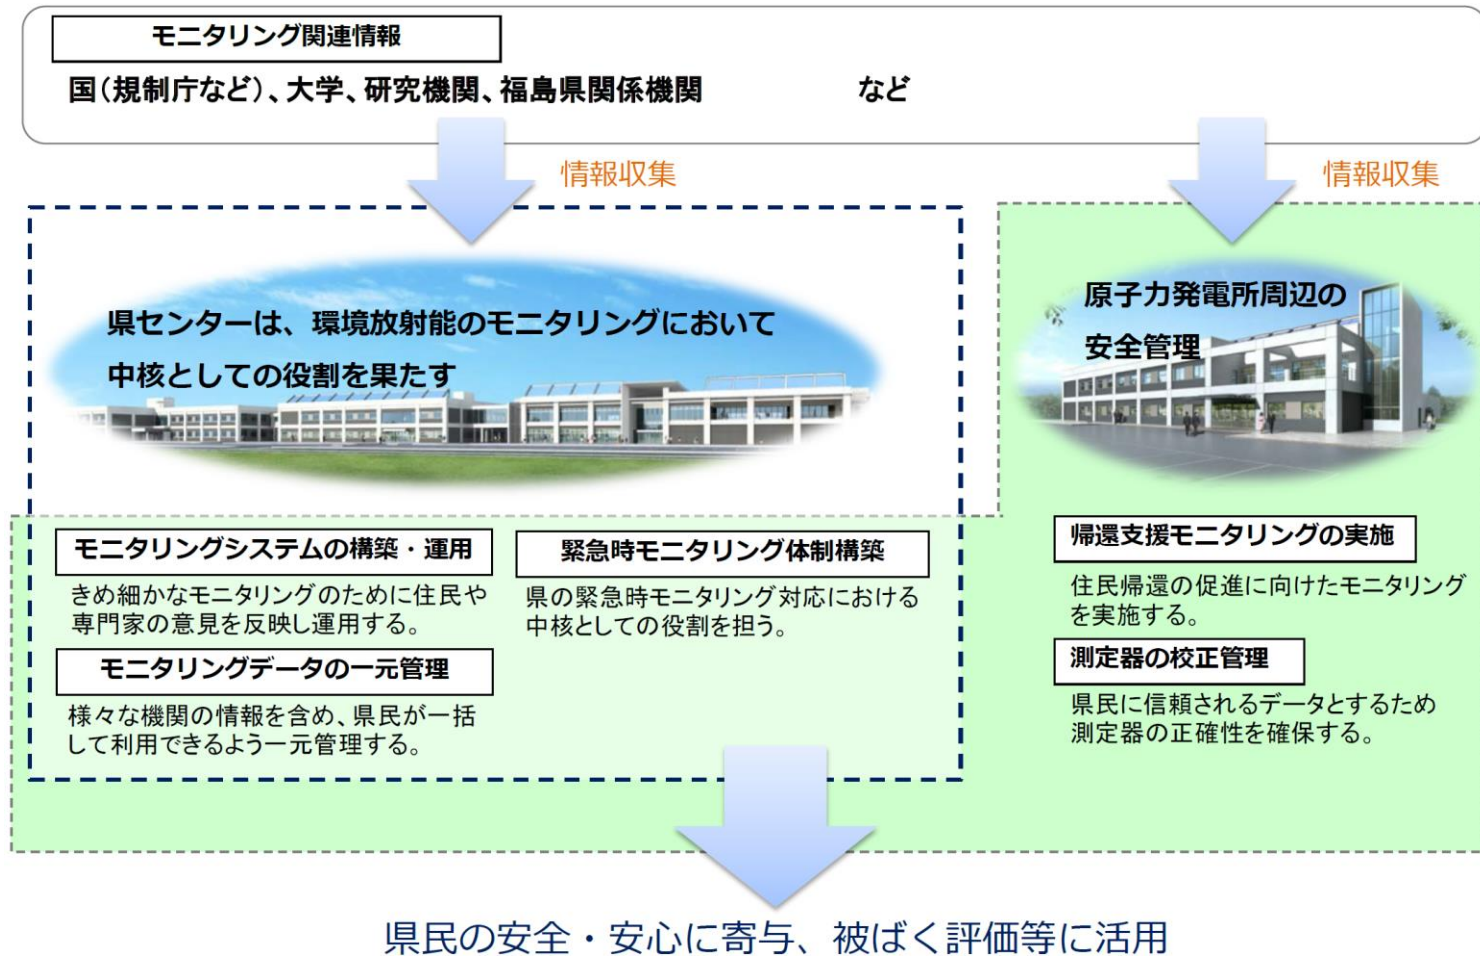 モニタリング関連情報
国(規制庁など)、大学、研究機関、福島県関係機関 など
情報収集
情報収集
県センターは、環境放射能のモニタリングにおいて
中核としての役割を果たす
原子力発電所周辺の
安全管理
モニタリングシステムの構築・運用
きめ細かなモニタリングのために住民や
専門家の意見を反映し運用する。
モニタリングデータの一元管理
様々な機関の情報を含め、県民が一括
して利用できるよう一元管理する。
緊急時モニタリング体制構築
県の緊急時モニタリング対応における
中核としての役割を担う。
帰還支援モニタリングの実施
住民帰還の促進に向けたモニタリング
を実施する。
測定器の校正管理
県民に信頼されるデータとするため
測定器の正確性を確保する。
県民の安全・安心に寄与、被ばく評価等に活用